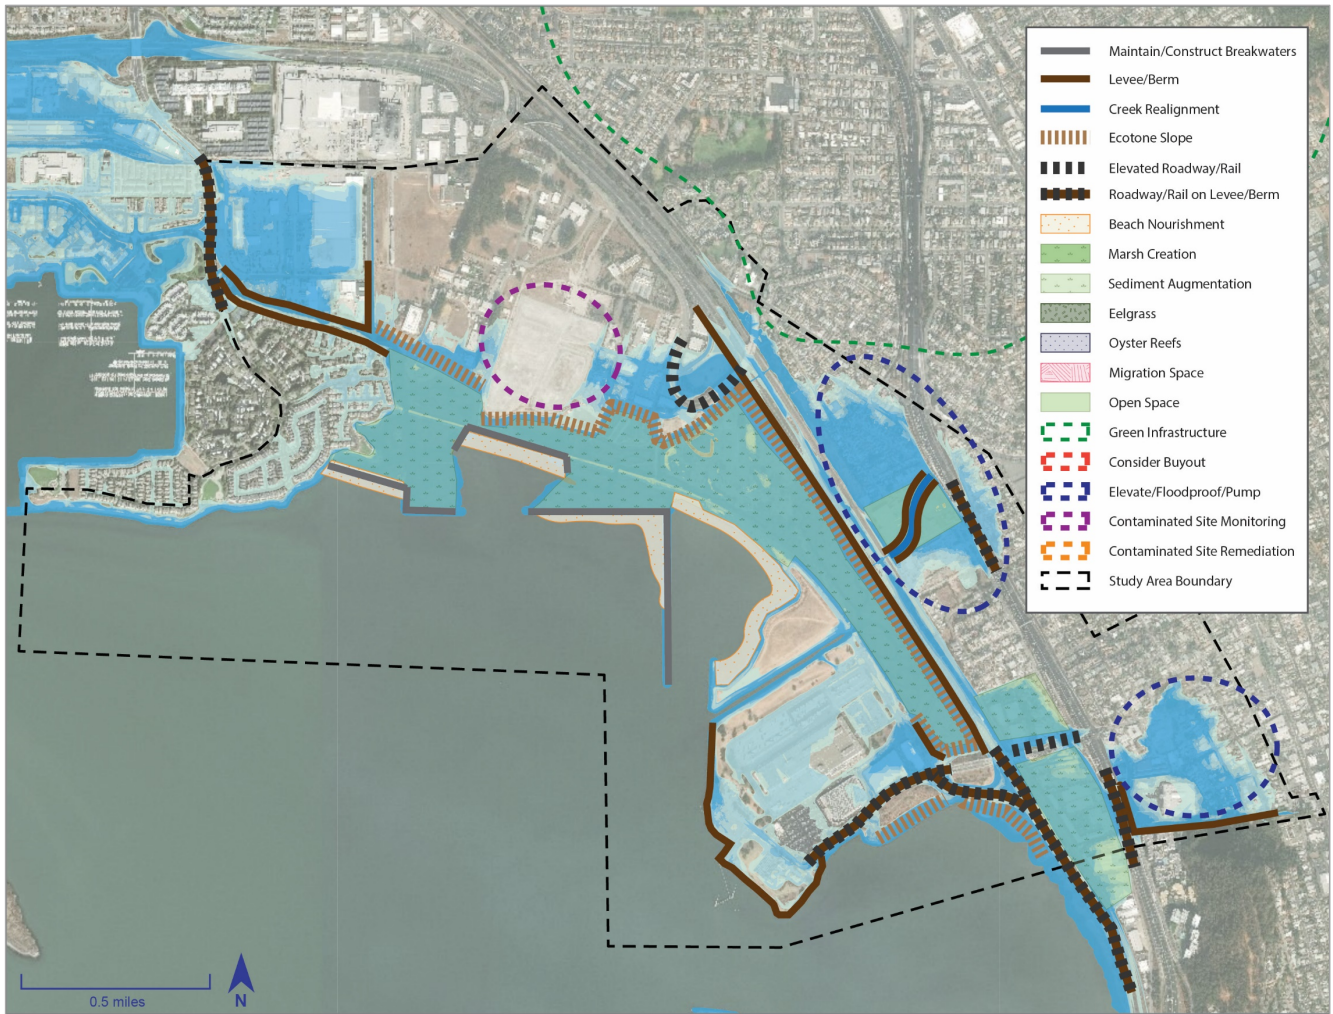 Maintain/Construct Breakwaters
Levee/Berm
Creek Realignment
Ecotone Slope
Elevated Roadway/Rail
Roadway/Rail on Levee/Berm
Beach Nourishment
Marsh Creation
Sediment Augmentation
Eelgrass
Oyster Reefs
Migration Space
Open Space
Green Infrastructure
Consider Buyout
Elevate/Floodproof/Pump
Contaminated Site Monitoring
Contaminated Site Remediation
Study Area Boundary
0.5 miles
N